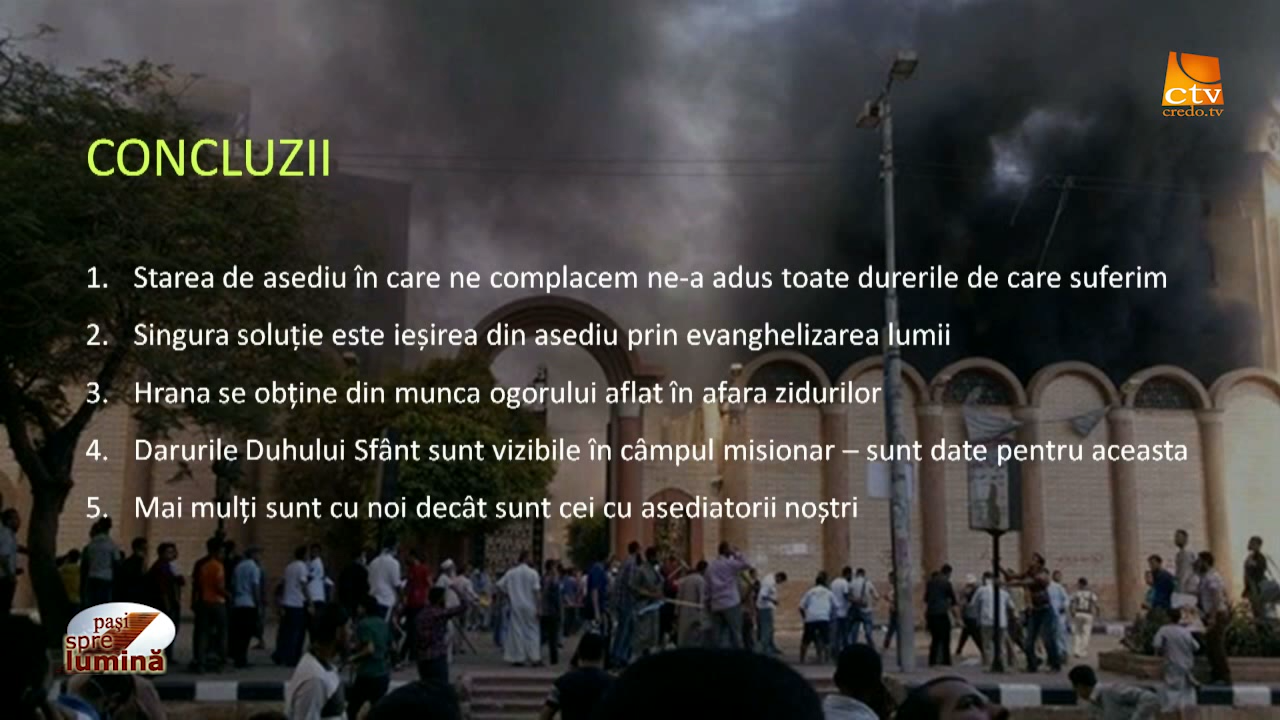 ctv
credo.tv
CONCLUZII
1. Starea de asediu în care ne complacem ne-a adus toate durerile de care suferim
2. Singura soluție este ieșirea din asediu prin evanghelizarea lumii
3. Hrana se obține din munca ogorului aflat în afara zidurilor
4. Darurile Duhului Sfânt sunt vizibile în câmpul misionar – sunt date pentru aceasta
5. Mai mulți sunt cu noi decât sunt cei cu asediatorii noștri
pași
spre
lumină